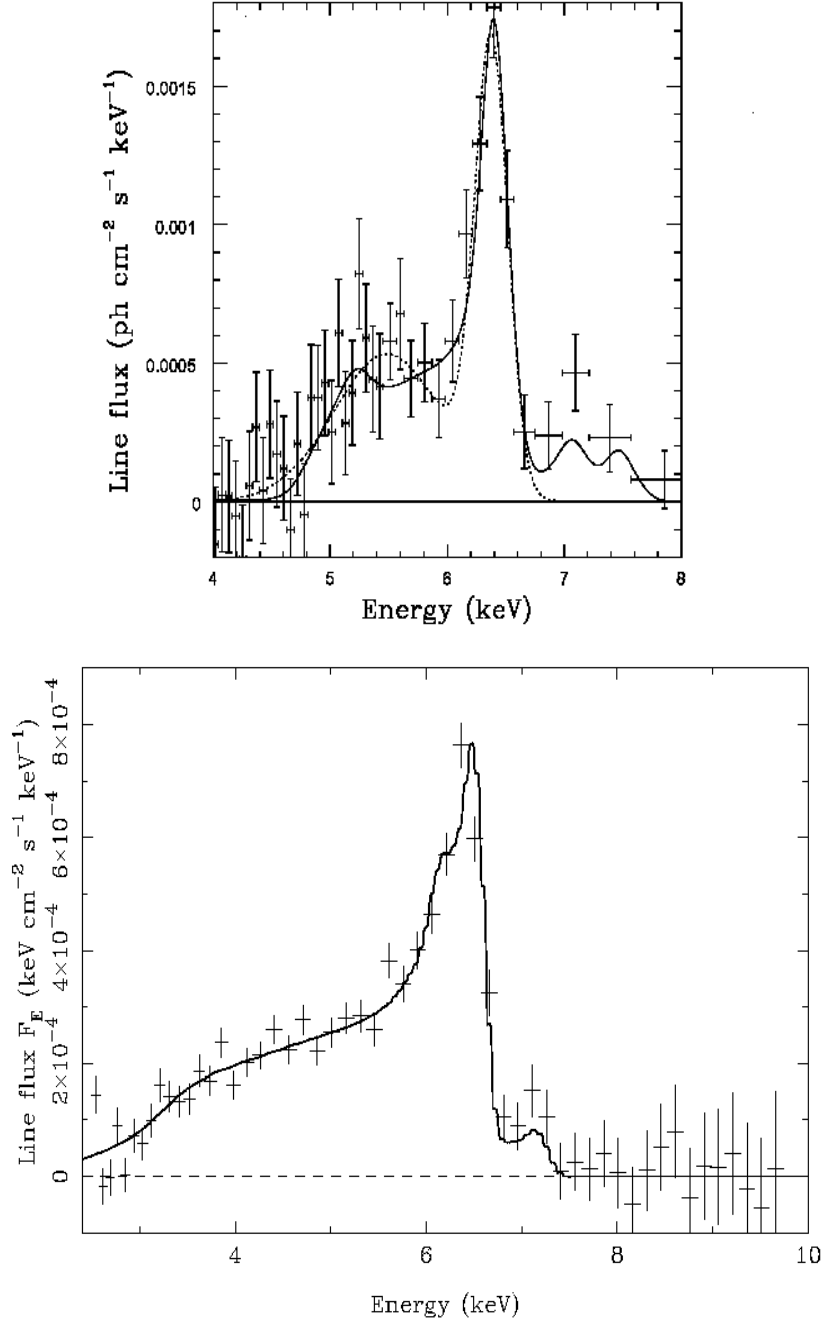 Line flux (ph cm⁻² s⁻¹ keV⁻¹)
0.0015
0.001
0.0005
0
4 5 6 7 8
Energy (keV)
Line flux F_E (keV cm⁻² s⁻¹ keV⁻¹)
8×10⁻⁴
6×10⁻⁴
4×10⁻⁴
2×10⁻⁴
0
4 6 8 10
Energy (keV)